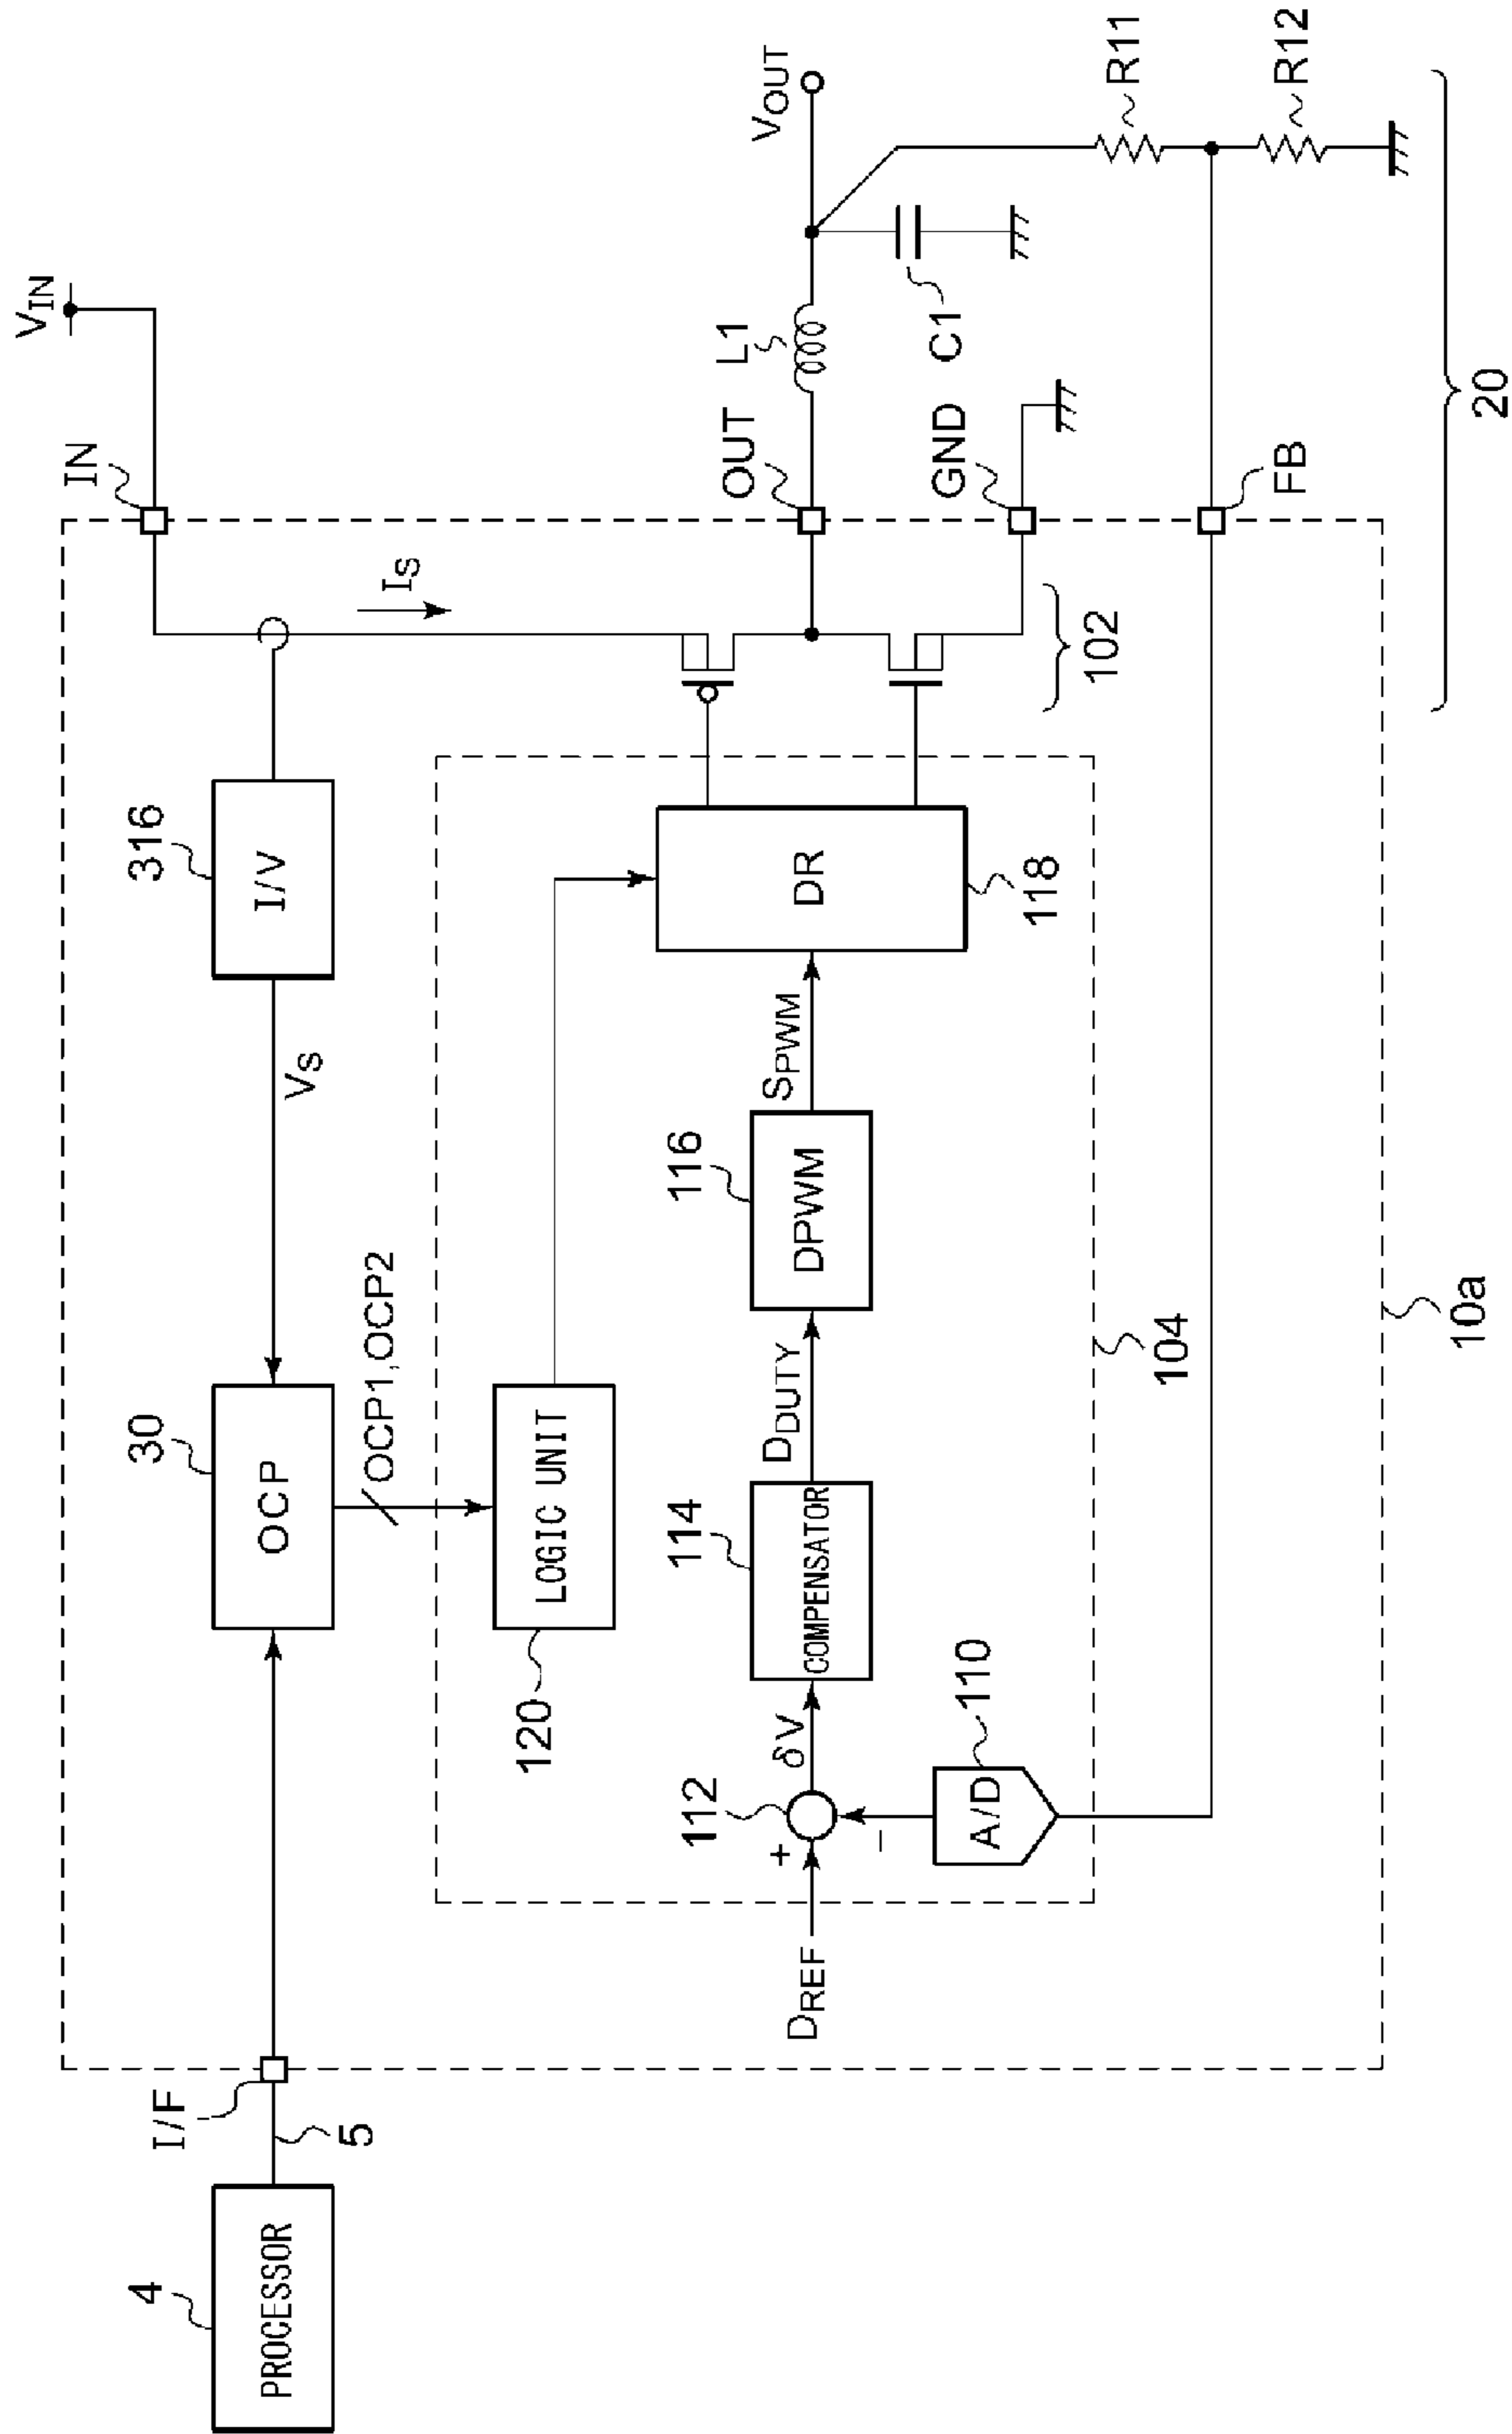 VIN
IN
316
I/V
IS
VS
30
OCP
OCP1,OCP2
I/F
5
4
PROCESSOR
120
LOGIC UNIT
DR
118
102
OUT
L1
VOUT
C1
GND
R11
R12
FB
20
SPWM
116
DPWM
DDUTY
114
COMPENSATOR
δV
112
+
−
DREF
A/D
110
104
10a